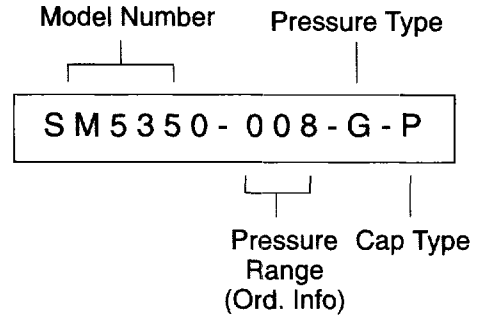 Model Number
Pressure Type
SM5350-008-G-P
Pressure Cap Type
Range
(Ord. Info)